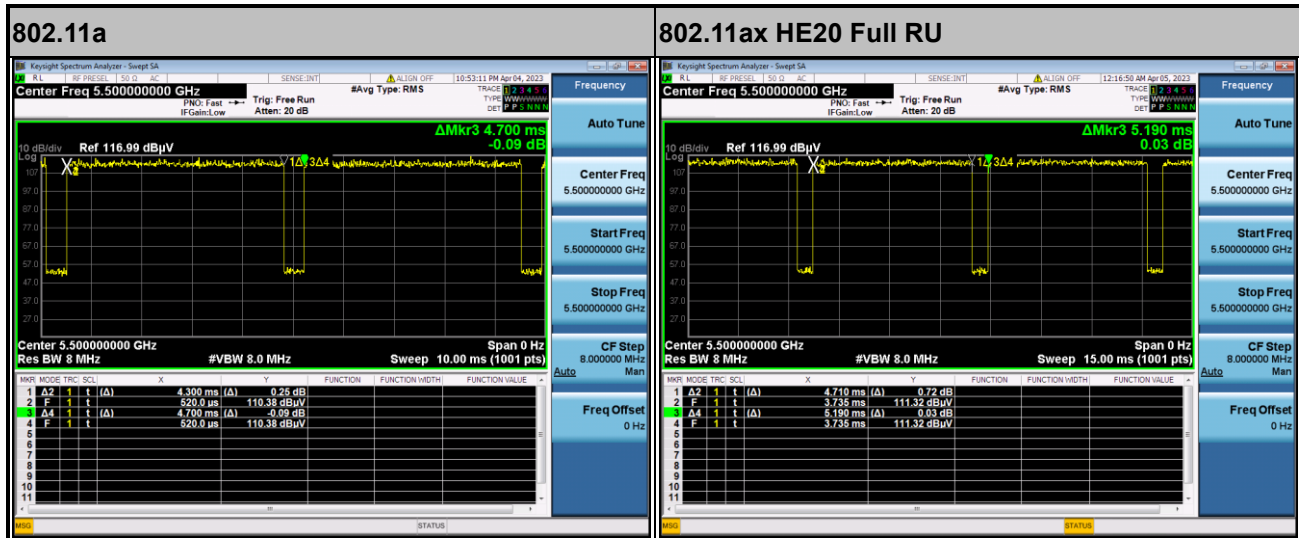 802.11a
802.11ax HE20 Full RU
Keysight Spectrum Analyzer - Swept SA
RL RF PRESEL 50 Ω AC SENSE:INT ALIGN OFF 10:53:11 PM Apr 04, 2023
Center Freq 5.500000000 GHz
PNO: Fast
IFGain:Low
Trig: Free Run
Atten: 20 dB
#Avg Type: RMS
TRACE 1 2 3 4 5 6
TYPE WWWWWW
DET P P S N N N
Frequency
ΔMkr3 4.700 ms
-0.09 dB
10 dB/div Ref 116.99 dBµV
Log
107
97.0
87.0
77.0
67.0
57.0
47.0
37.0
27.0
X 2 1Δ 3Δ4
Center 5.500000000 GHz Span 0 Hz
Res BW 8 MHz #VBW 8.0 MHz Sweep 10.00 ms (1001 pts)
MKR MODE TRC SCL X Y FUNCTION FUNCTION WIDTH FUNCTION VALUE
1 Δ2 1 t (Δ) 4.300 ms (Δ) 0.25 dB
2 F 1 t 520.0 µs 110.38 dBµV
3 Δ4 1 t (Δ) 4.700 ms (Δ) -0.09 dB
4 F 1 t 520.0 µs 110.38 dBµV
5
6
7
8
9
10
11
MSG STATUS
Auto Tune
Center Freq
5.500000000 GHz
Start Freq
5.500000000 GHz
Stop Freq
5.500000000 GHz
CF Step
8.000000 MHz
Auto Man
Freq Offset
0 Hz
Keysight Spectrum Analyzer - Swept SA
RL RF PRESEL 50 Ω AC SENSE:INT ALIGN OFF 12:16:50 AM Apr 05, 2023
Center Freq 5.500000000 GHz
PNO: Fast
IFGain:Low
Trig: Free Run
Atten: 20 dB
#Avg Type: RMS
TRACE 1 2 3 4 5 6
TYPE WWWWWW
DET P P S N N N
Frequency
ΔMkr3 5.190 ms
0.03 dB
10 dB/div Ref 116.99 dBµV
Log
107
97.0
87.0
77.0
67.0
57.0
47.0
37.0
27.0
X 1Δ 3Δ4
Center 5.500000000 GHz Span 0 Hz
Res BW 8 MHz #VBW 8.0 MHz Sweep 15.00 ms (1001 pts)
MKR MODE TRC SCL X Y FUNCTION FUNCTION WIDTH FUNCTION VALUE
1 Δ2 1 t (Δ) 4.710 ms (Δ) 0.72 dB
2 F 1 t 3.735 ms 111.32 dBµV
3 Δ4 1 t (Δ) 5.190 ms (Δ) 0.03 dB
4 F 1 t 3.735 ms 111.32 dBµV
5
6
7
8
9
10
11
MSG STATUS
Auto Tune
Center Freq
5.500000000 GHz
Start Freq
5.500000000 GHz
Stop Freq
5.500000000 GHz
CF Step
8.000000 MHz
Auto Man
Freq Offset
0 Hz